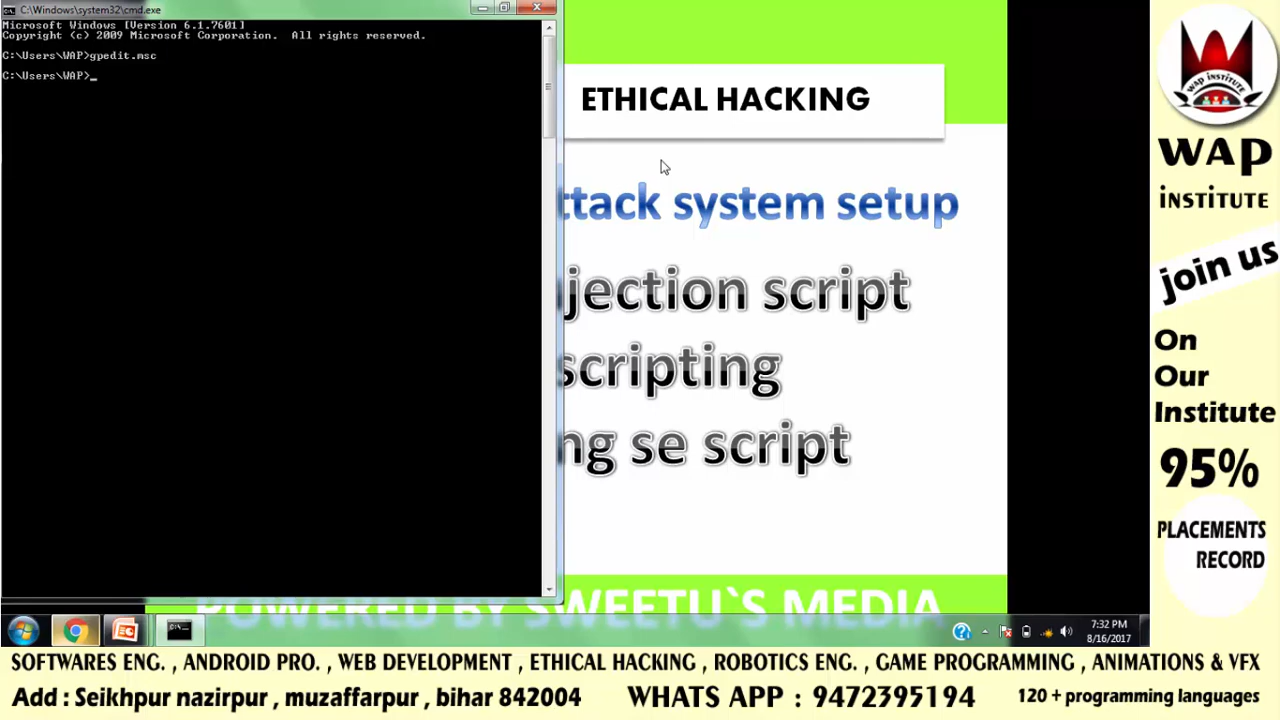 C:\Windows\system32\cmd.exe
Microsoft Windows [Version 6.1.7601]
Copyright (c) 2009 Microsoft Corporation.  All rights reserved.
C:\Users\WAP>gpedit.msc
C:\Users\WAP>_
ETHICAL HACKING
ttack system setup
jection script
scripting
ng se script
POWERED BY SWEETU`S MEDIA
7:32 PM
8/16/2017
WAP INSTITUTE
WAP
INSTITUTE
join us
On
Our
Institute
95%
PLACEMENTS
RECORD
SOFTWARES ENG. , ANDROID PRO. , WEB DEVELOPMENT , ETHICAL HACKING , ROBOTICS ENG. , GAME PROGRAMMING , ANIMATIONS & VFX
Add : Seikhpur nazirpur , muzaffarpur , bihar 842004 WHATS APP : 9472395194 120 + programming languages